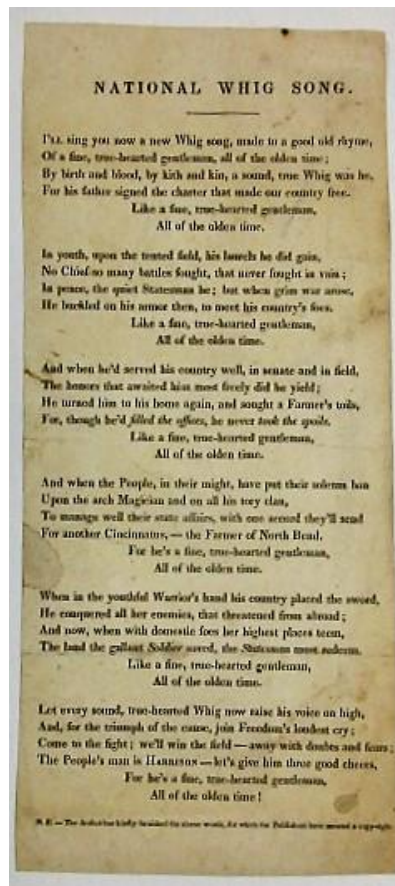 NATIONAL WHIG SONG.
I'LL sing you now a new Whig song, made to a good old rhyme,
Of a fine, true-hearted gentleman, all of the olden time;
By birth and blood, by kith and kin, a sound, true Whig was he,
For his father signed the charter that made our country free.
Like a fine, true-hearted gentleman,
All of the olden time.
In youth, upon the tented field, his laurels he did gain,
No Chief so many battles fought, that never fought in vain;
In peace, the quiet Statesman he; but when grim war arose,
He buckled on his armor then, to meet his country's foes.
Like a fine, true-hearted gentleman,
All of the olden time.
And when he'd served his country well, in senate and in field,
The honors that awaited him most freely did he yield;
He turned him to his home again, and sought a Farmer's toils,
For, though he'd filled the offices, he never took the spoils.
Like a fine, true-hearted gentleman,
All of the olden time.
And when the People, in their might, have put their solemn ban
Upon the arch Magician and on all his tory clan,
To manage well their state affairs, with one accord they'll send
For another Cincinnatus,—the Farmer of North Bend.
For he's a fine, true-hearted gentleman,
All of the olden time.
When in the youthful Warrior's hand his country placed the sword,
He conquered all her enemies, that threatened from abroad;
And now, when with domestic foes her highest places teem,
The land the gallant Soldier saved, the Statesman must redeem.
Like a fine, true-hearted gentleman,
All of the olden time.
Let every sound, true-hearted Whig now raise his voice on high,
And, for the triumph of the cause, join Freedom's loudest cry;
Come to the fight; we'll win the field—away with doubts and fears;
The People's man is HARRISON—let's give him three good cheers,
For he's a fine, true-hearted gentleman,
All of the olden time!
N. B.—The Author has kindly the above words, for which the Publishers have secured a copy-right.